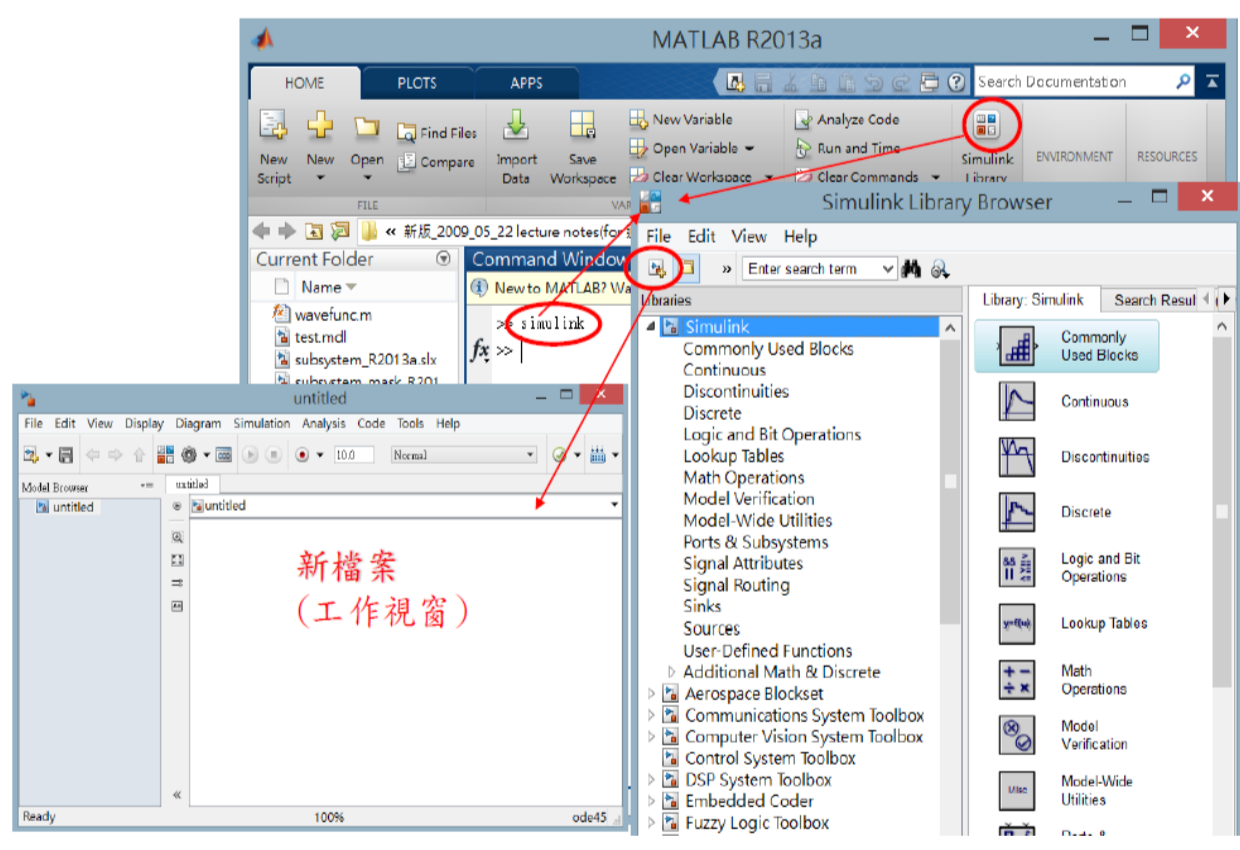 MATLAB R2013a
HOME PLOTS APPS
Search Documentation
New Script
New
Open
Find Files
Compare
Import Data
Save Workspace
New Variable
Open Variable
Clear Workspace
Analyze Code
Run and Time
Clear Commands
Simulink Library
ENVIRONMENT
RESOURCES
FILE
VAR
« 新版_2009_05_22 lecture notes(for
Current Folder
Name
wavefunc.m
test.mdl
subsystem_R2013a.slx
subsystem_mask_R201
Command Window
New to MATLAB? Wa
>> simulink
fx >>
Simulink Library Browser
File Edit View Help
» Enter search term
Libraries
Simulink
Commonly Used Blocks
Continuous
Discontinuities
Discrete
Logic and Bit Operations
Lookup Tables
Math Operations
Model Verification
Model-Wide Utilities
Ports & Subsystems
Signal Attributes
Signal Routing
Sinks
Sources
User-Defined Functions
Additional Math & Discrete
Aerospace Blockset
Communications System Toolbox
Computer Vision System Toolbox
Control System Toolbox
DSP System Toolbox
Embedded Coder
Fuzzy Logic Toolbox
Library: Simulink Search Resul
Commonly
Used Blocks
Continuous
Discontinuities
Discrete
Logic and Bit
Operations
y=f(u)
Lookup Tables
Math
Operations
Model
Verification
Misc
Model-Wide
Utilities
untitled
File Edit View Display Diagram Simulation Analysis Code Tools Help
10.0 Normal
Model Browser
untitled
untitled
untitled
新檔案
(工作視窗)
Ready 100% ode45